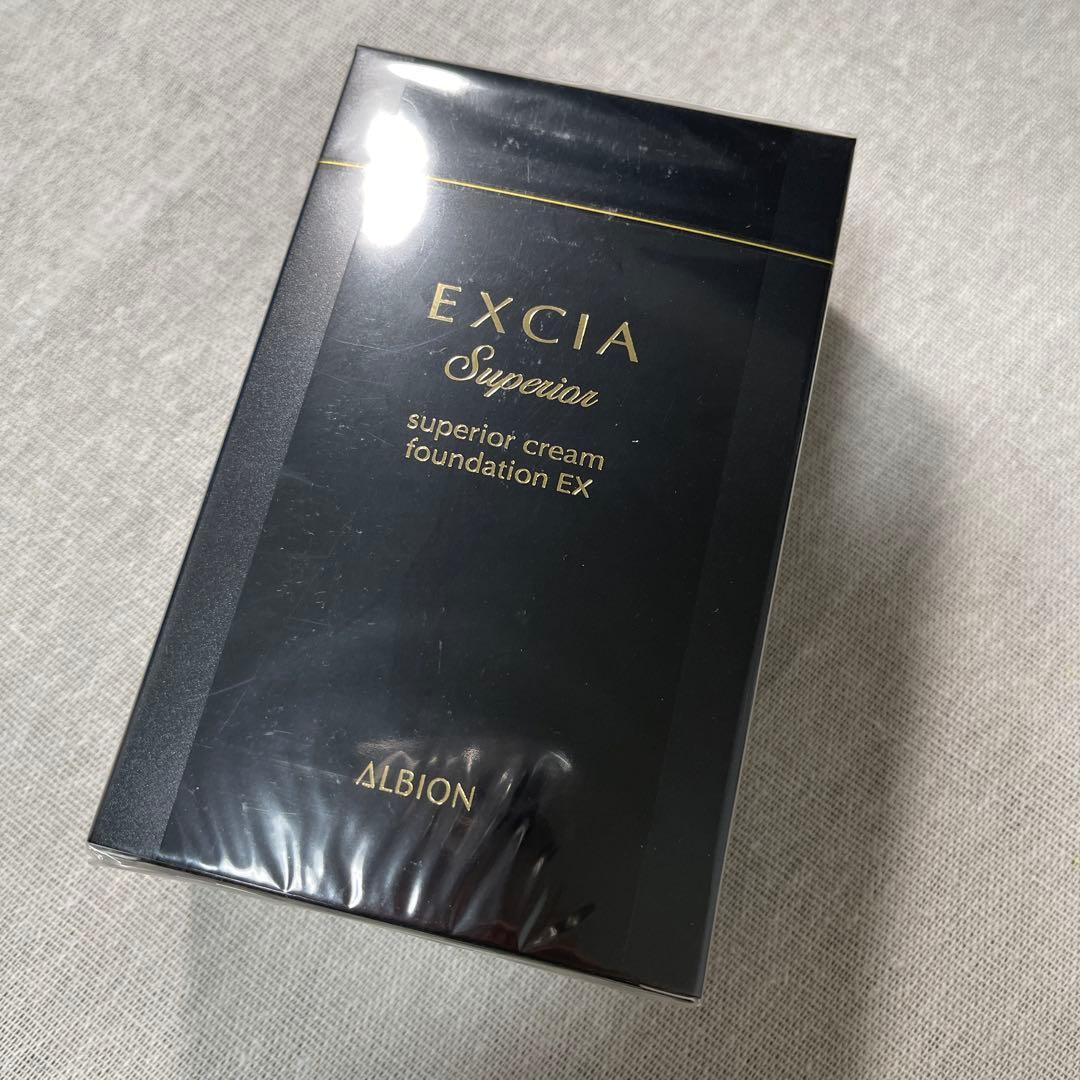 EXCIA
Superior
superior cream
foundation EX
ALBION